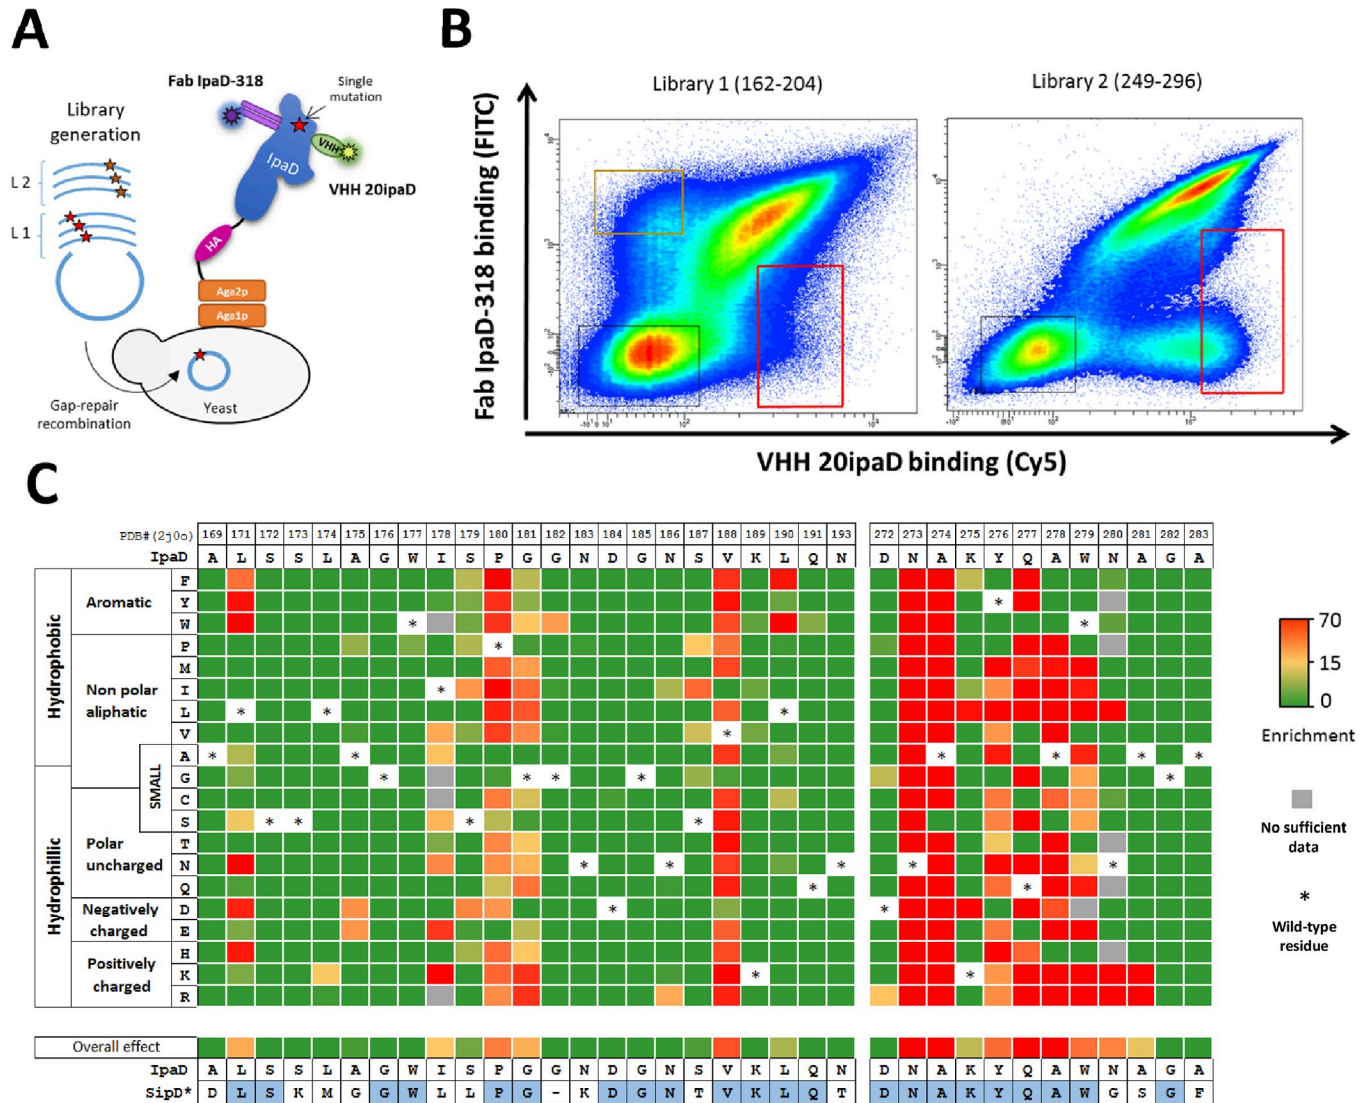 A
Fab IpaD-318
Single
mutation
Library
generation
L 2
L 1
IpaD
VHH
VHH 20ipaD
HA
Aga2p
Aga1p
Gap-repair
recombination
Yeast
B
Library 1 (162-204)
Library 2 (249-296)
Fab IpaD-318 binding (FITC)
VHH 20ipaD binding (Cy5)
C
PDB#(2j0o) 169 171 172 173 174 175 176 177 178 179 180 181 182 183 184 185 186 187 188 189 190 191 193 272 273 274 275 276 277 278 279 280 281 282 283
IpaD A L S S L A G W I S P G G N D G N S V K L Q N D N A K Y Q A W N A G A
Hydrophobic
Aromatic
F
Y *
W * *
Non polar
aliphatic
P *
M
I *
L * * *
V *
SMALL
A * * * * * *
G * * * * *
Hydrophillic
Polar
uncharged
C
S * * * *
T
N * * * * *
Q * *
Negatively
charged
D * *
E
Positively
charged
H
K * *
R
Overall effect
IpaD A L S S L A G W I S P G G N D G N S V K L Q N D N A K Y Q A W N A G A
SipD* D L S K M G G W L L P G - K D G N T V K L Q T D N A K Y Q A W G S G F
70
15
0
Enrichment
No sufficient
data
*
Wild-type
residue